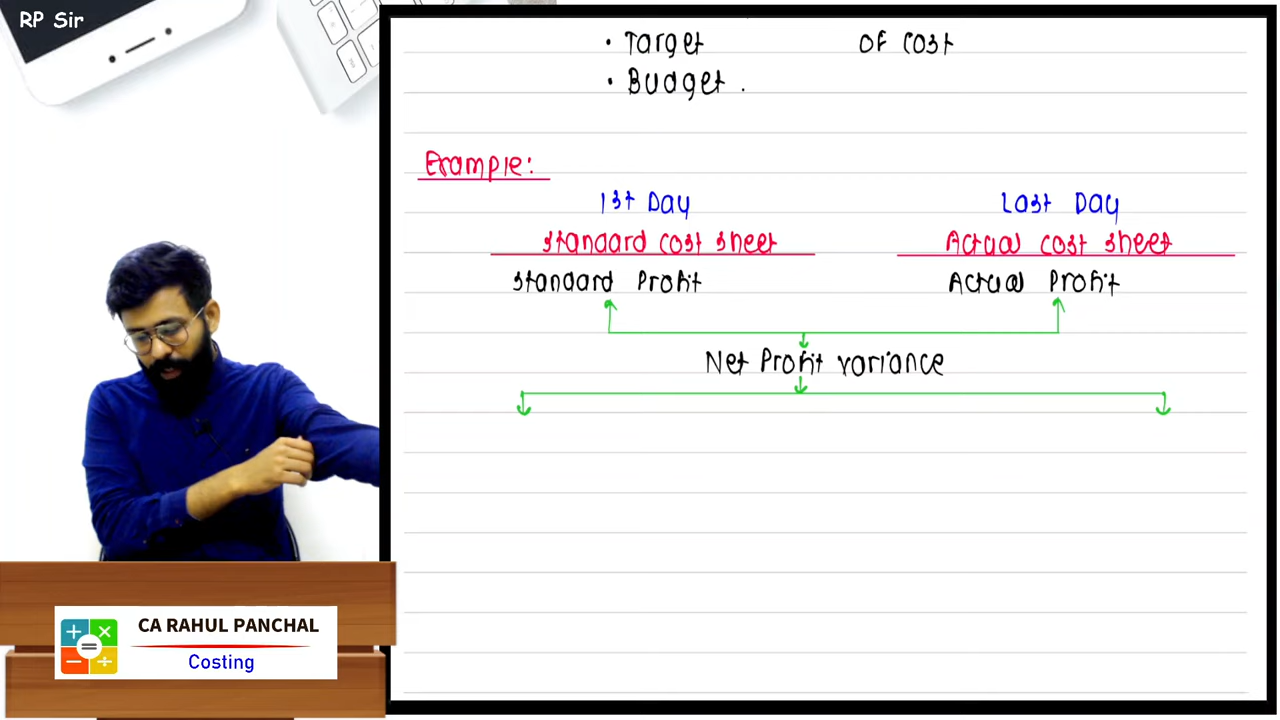 RP Sir
• Target of cost
• Budget.
Example:
1st Day Last Day
Standard cost sheet Actual cost sheet
Standard Profit Actual Profit
Net Profit variance
CA RAHUL PANCHAL
Costing